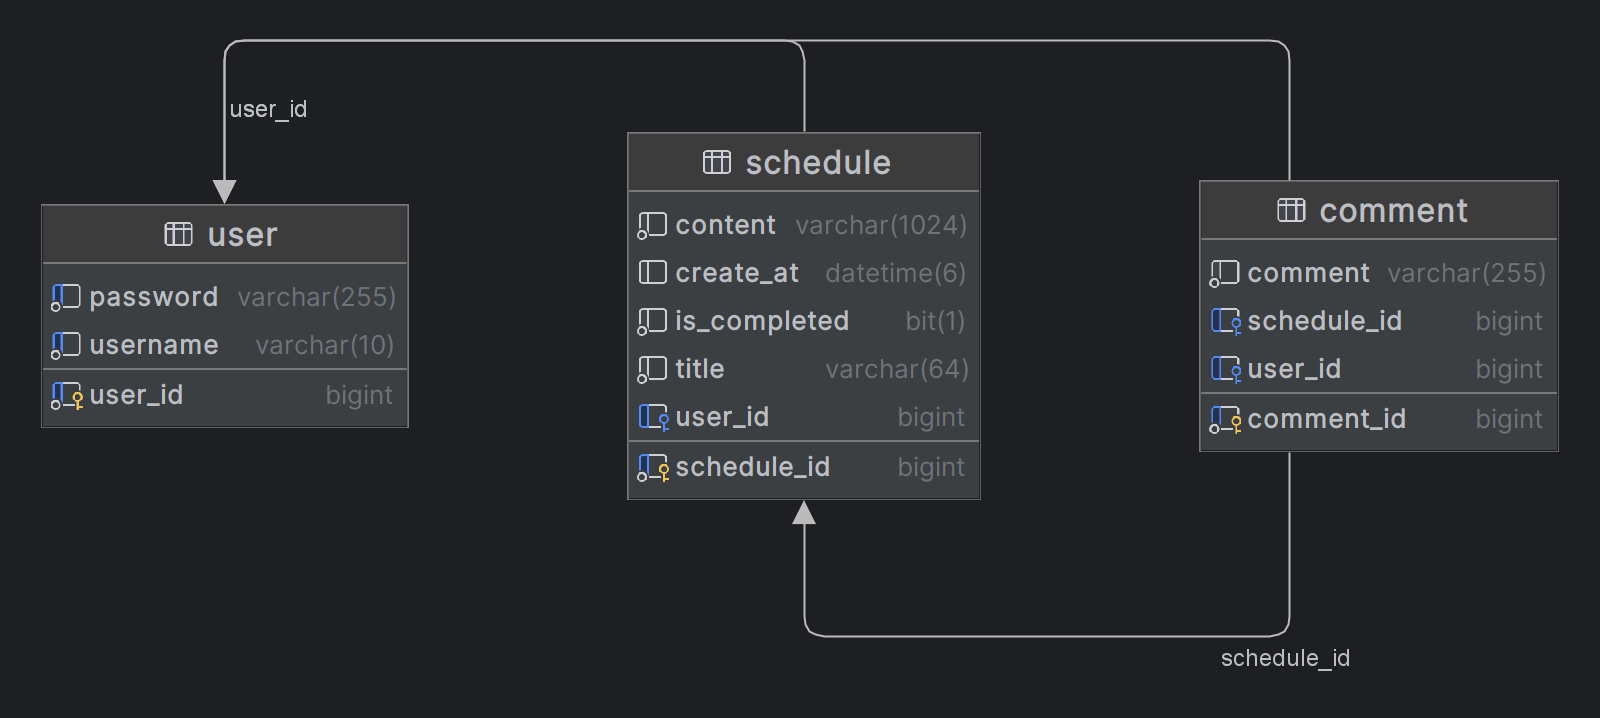 user_id
user
password varchar(255)
username varchar(10)
user_id bigint
schedule
content varchar(1024)
create_at datetime(6)
is_completed bit(1)
title varchar(64)
user_id bigint
schedule_id bigint
comment
comment varchar(255)
schedule_id bigint
user_id bigint
comment_id bigint
schedule_id